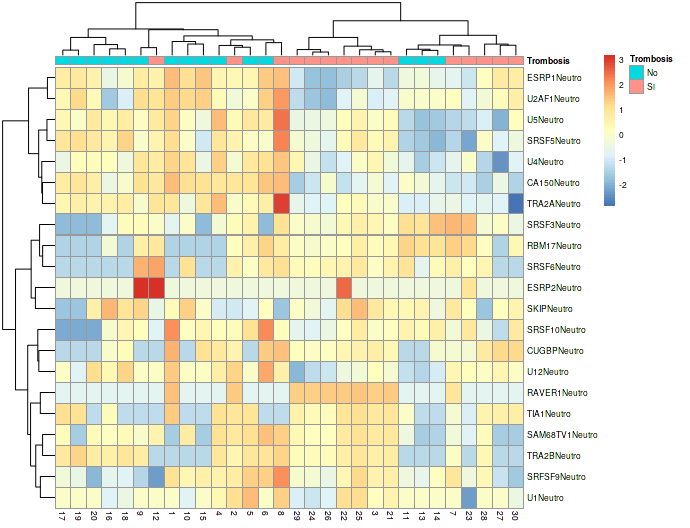 Trombosis
ESRP1Neutro
U2AF1Neutro
U5Neutro
SRSF5Neutro
U4Neutro
CA150Neutro
TRA2ANeutro
SRSF3Neutro
RBM17Neutro
SRSF6Neutro
ESRP2Neutro
SKIPNeutro
SRSF10Neutro
CUGBPNeutro
U12Neutro
RAVER1Neutro
TIA1Neutro
SAM68TV1Neutro
TRA2BNeutro
SRFSF9Neutro
U1Neutro
17 19 20 16 18 9 12 1 10 15 4 2 5 6 8 29 24 26 22 25 3 21 11 13 14 7 23 28 27 30
3
2
1
0
-1
-2
Trombosis
No
Si